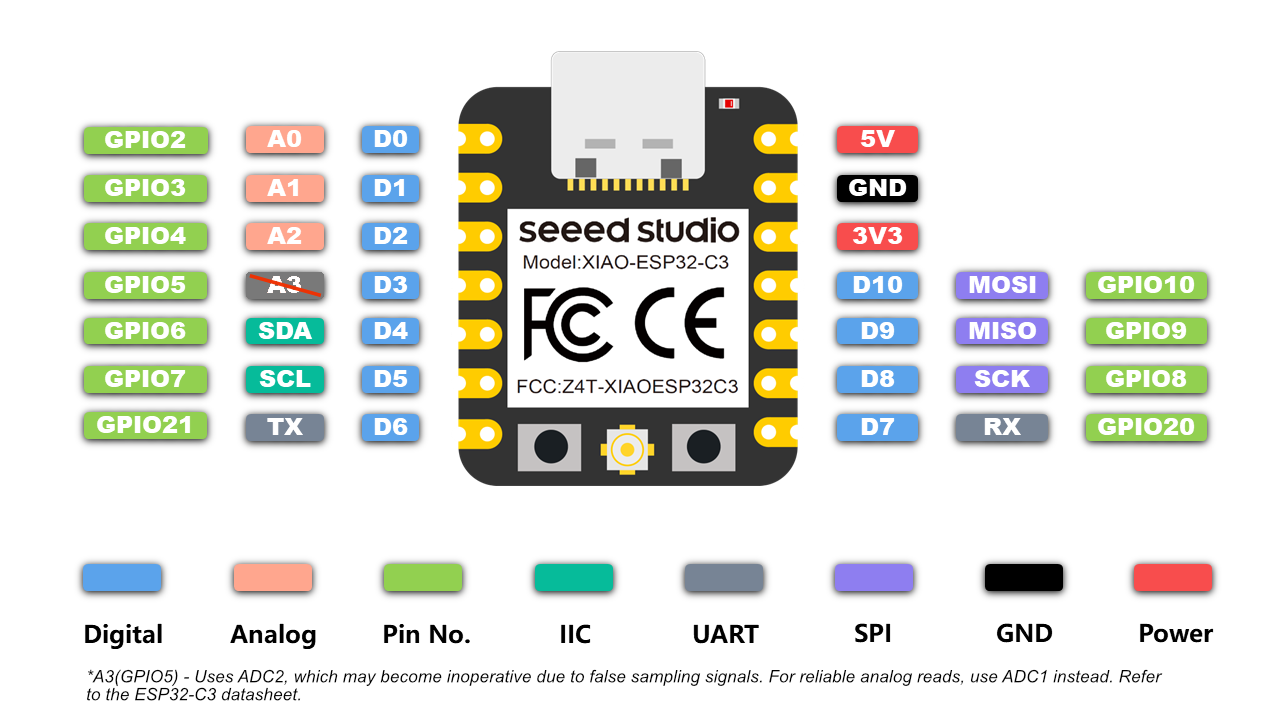 GPIO2 A0 D0 5V
GPIO3 A1 D1 GND
GPIO4 A2 D2 seeed studio 3V3
Model:XIAO-ESP32-C3
GPIO5 A3 D3 D10 MOSI GPIO10
FC CE
GPIO6 SDA D4 D9 MISO GPIO9
GPIO7 SCL D5 FCC:Z4T-XIAOESP32C3 D8 SCK GPIO8
GPIO21 TX D6 D7 RX GPIO20
Digital Analog Pin No. IIC UART SPI GND Power
*A3(GPIO5) - Uses ADC2, which may become inoperative due to false sampling signals. For reliable analog reads, use ADC1 instead. Refer
to the ESP32-C3 datasheet.